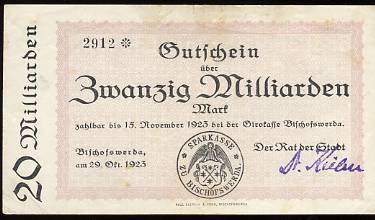 20 Milliarden
2912 *
Gutschein
über
Zwanzig Milliarden
Mark
zahlbar bis 15. November 1923 bei der Girokasse Bischofswerda.
Bischofswerda,
am 29. Okt. 1923
SPARKASSE
ZU BISCHOFSWERDA
Der Rat der Stadt